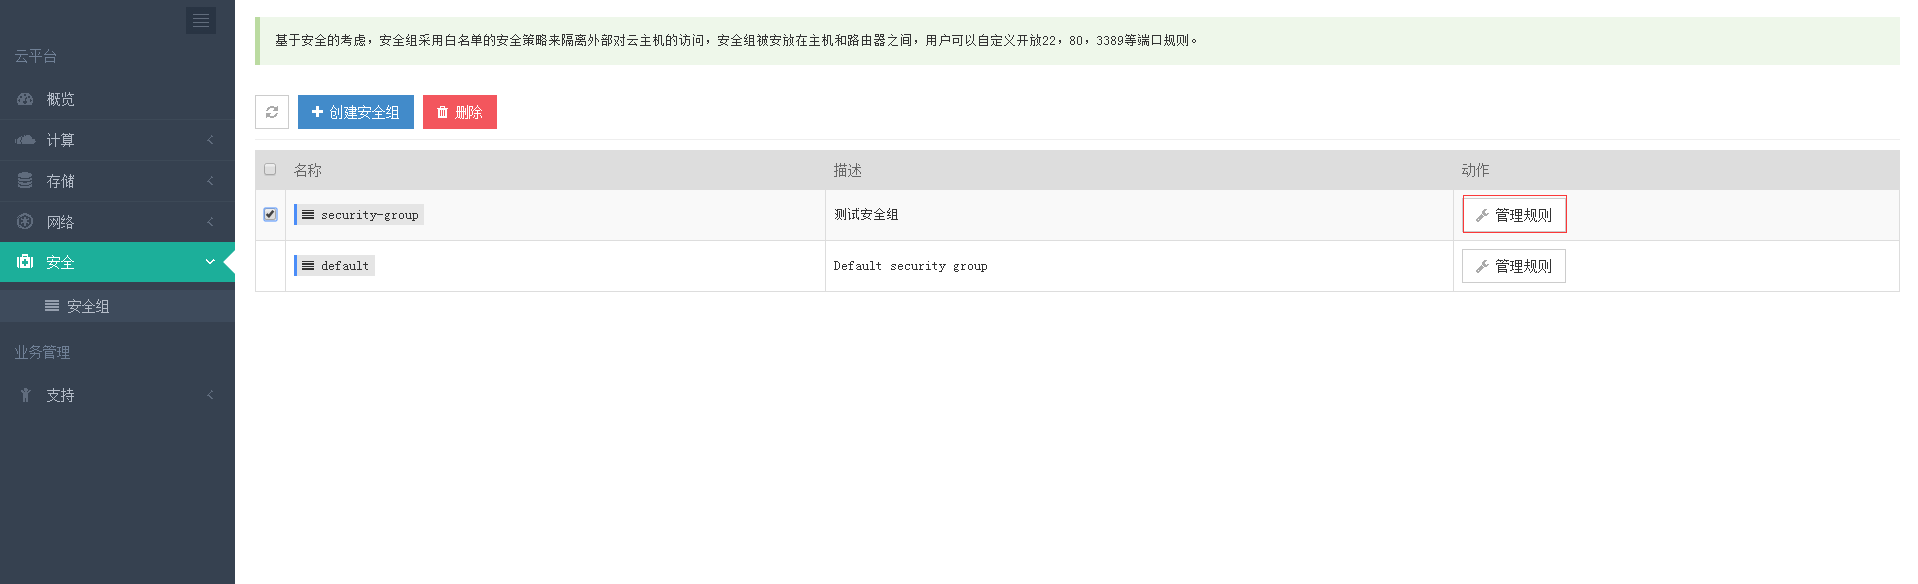 云平台
概览
计算
存储
网络
安全
安全组
业务管理
支持
基于安全的考虑，安全组采用白名单的安全策略来隔离外部对云主机的访问，安全组被安放在主机和路由器之间，用户可以自定义开放22，80，3389等端口规则。
创建安全组 删除
名称 描述 动作
security-group 测试安全组 管理规则
default Default security group 管理规则